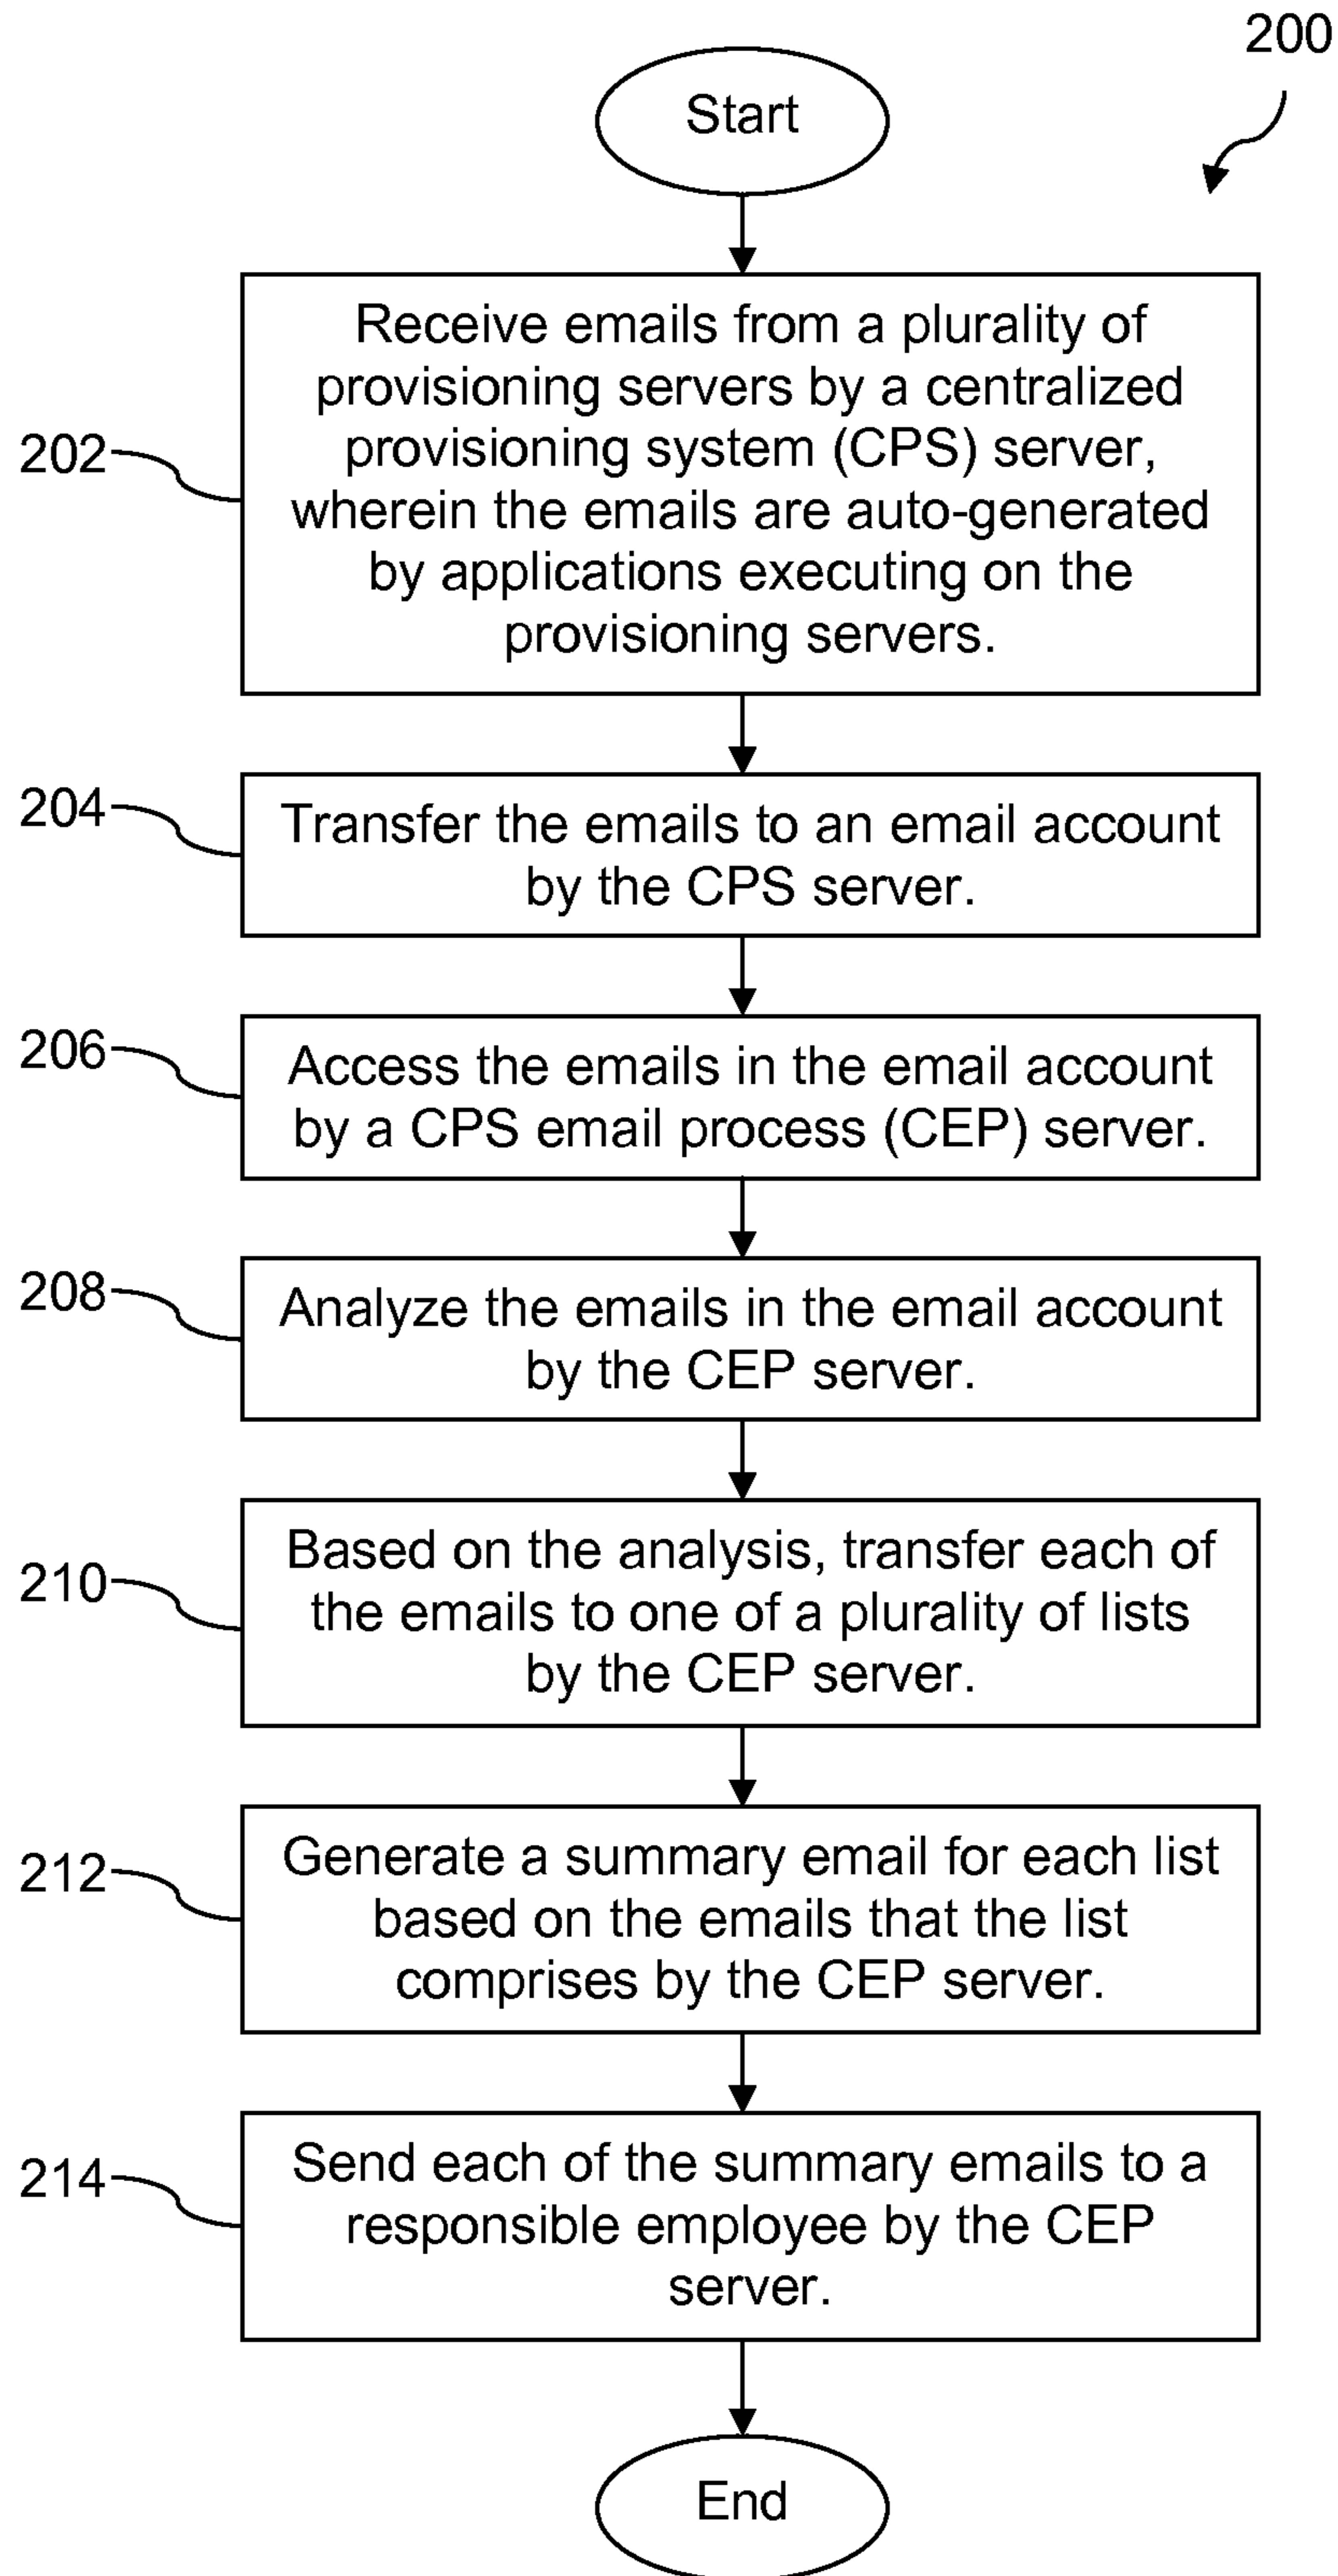 200
Start
202
Receive emails from a plurality of
provisioning servers by a centralized
provisioning system (CPS) server,
wherein the emails are auto-generated
by applications executing on the
provisioning servers.
204
Transfer the emails to an email account
by the CPS server.
206
Access the emails in the email account
by a CPS email process (CEP) server.
208
Analyze the emails in the email account
by the CEP server.
210
Based on the analysis, transfer each of
the emails to one of a plurality of lists
by the CEP server.
212
Generate a summary email for each list
based on the emails that the list
comprises by the CEP server.
214
Send each of the summary emails to a
responsible employee by the CEP
server.
End